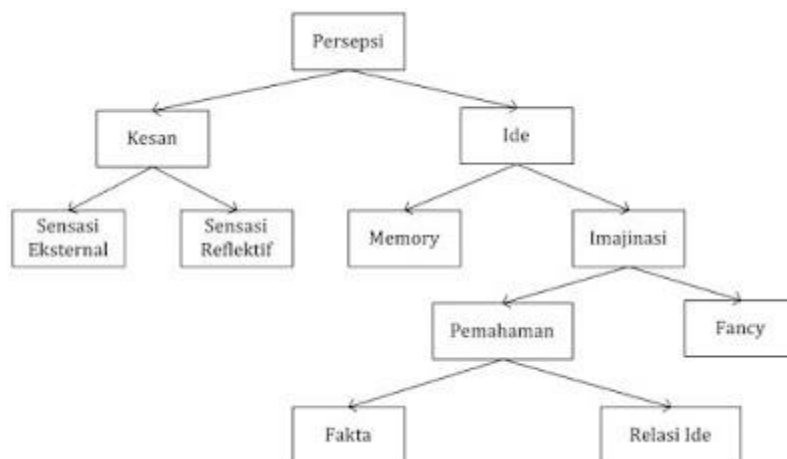 Persepsi
Kesan
Ide
Sensasi
Eksternal
Sensasi
Reflektif
Memory
Imajinasi
Pemahaman
Fancy
Fakta
Relasi Ide